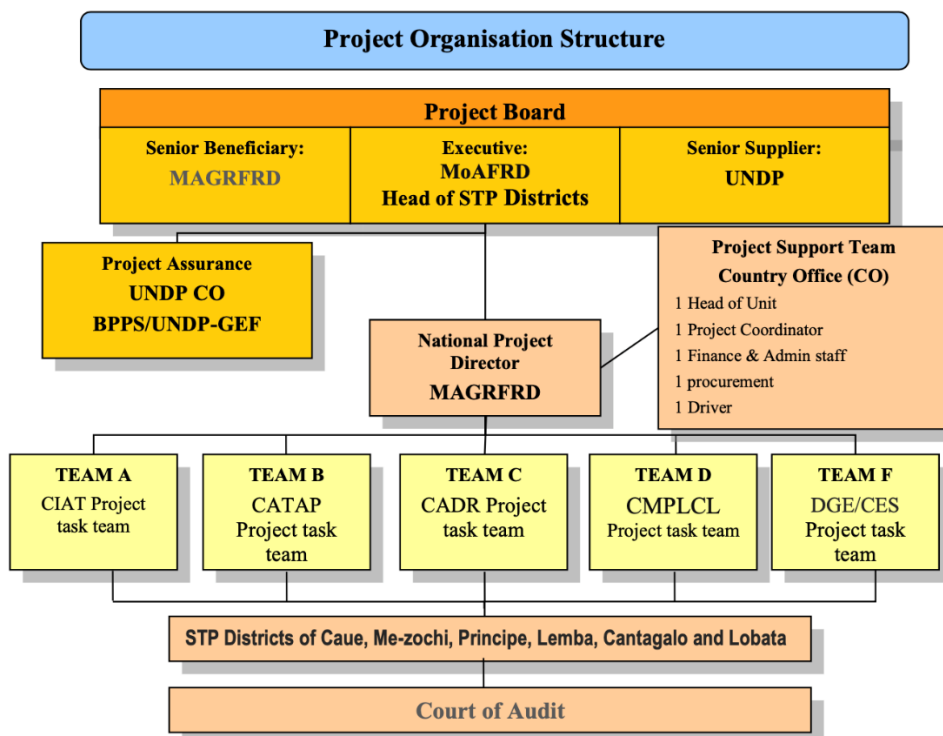 Project Organisation Structure
Project Board
Senior Beneficiary:
MAGRFRD
Executive:
MoAFRD
Head of STP Districts
Senior Supplier:
UNDP
Project Assurance
UNDP CO
BPPS/UNDP-GEF
Project Support Team
Country Office (CO)
1 Head of Unit
1 Project Coordinator
1 Finance & Admin staff
1 procurement
1 Driver
National Project
Director
MAGRFRD
TEAM A
CIAT Project
task team
TEAM B
CATAP
Project task
team
TEAM C
CADR Project
task team
TEAM D
CMPLCL
Project task team
TEAM F
DGE/CES
Project task
team
STP Districts of Caue, Me-zochi, Principe, Lemba, Cantagalo and Lobata
Court of Audit